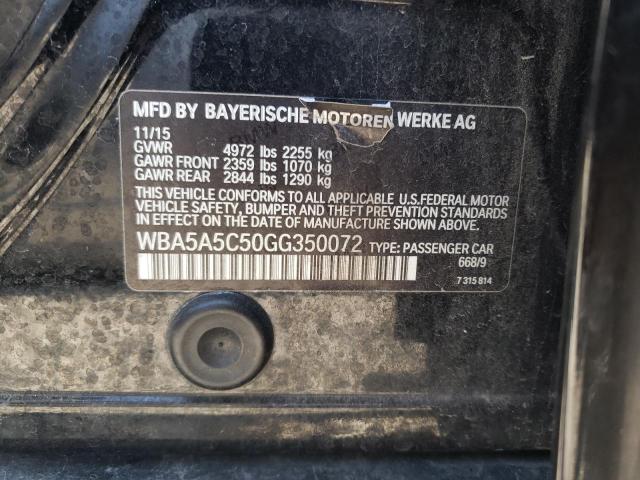 MFD BY BAYERISCHE MOTOREN WERKE AG
11/15
GVWR 4972 lbs 2255 kg
GAWR FRONT 2359 lbs 1070 kg
GAWR REAR 2844 lbs 1290 kg
THIS VEHICLE CONFORMS TO ALL APPLICABLE U.S.FEDERAL MOTOR
VEHICLE SAFETY, BUMPER AND THEFT PREVENTION STANDARDS
IN EFFECT ON THE DATE OF MANUFACTURE SHOWN ABOVE.
WBA5A5C50GG350072 TYPE: PASSENGER CAR
668/9
7 315 814